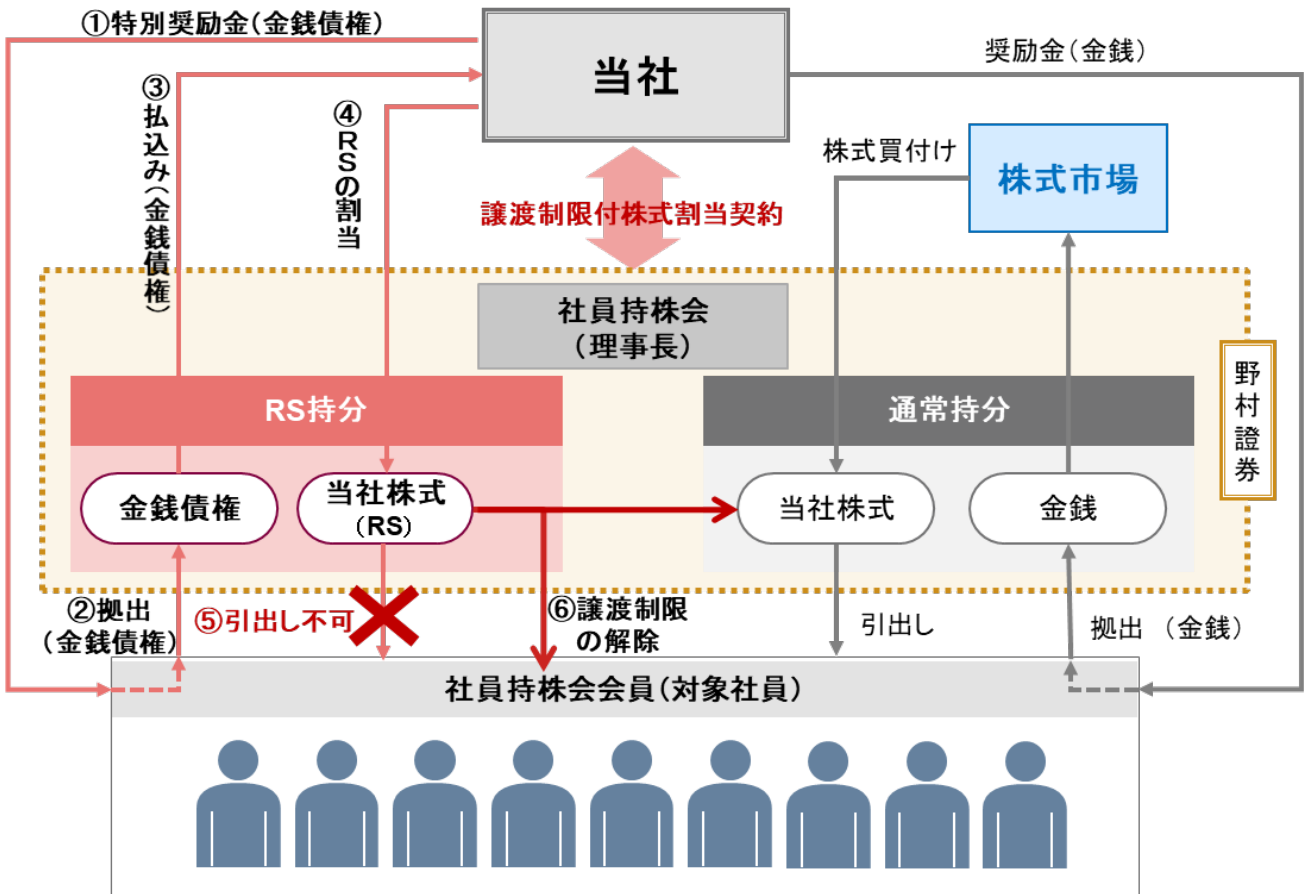 ①特別奨励金(金銭債権)
当社
奨励金(金銭)
③払込み(金銭債権)
④RSの割当
株式買付け
株式市場
譲渡制限付株式割当契約
社員持株会
(理事長)
野村證券
RS持分
通常持分
金銭債権
当社株式
(RS)
当社株式
金銭
②拠出
(金銭債権)
⑤引出し不可
⑥譲渡制限
の解除
引出し
拠出 (金銭)
社員持株会会員(対象社員)